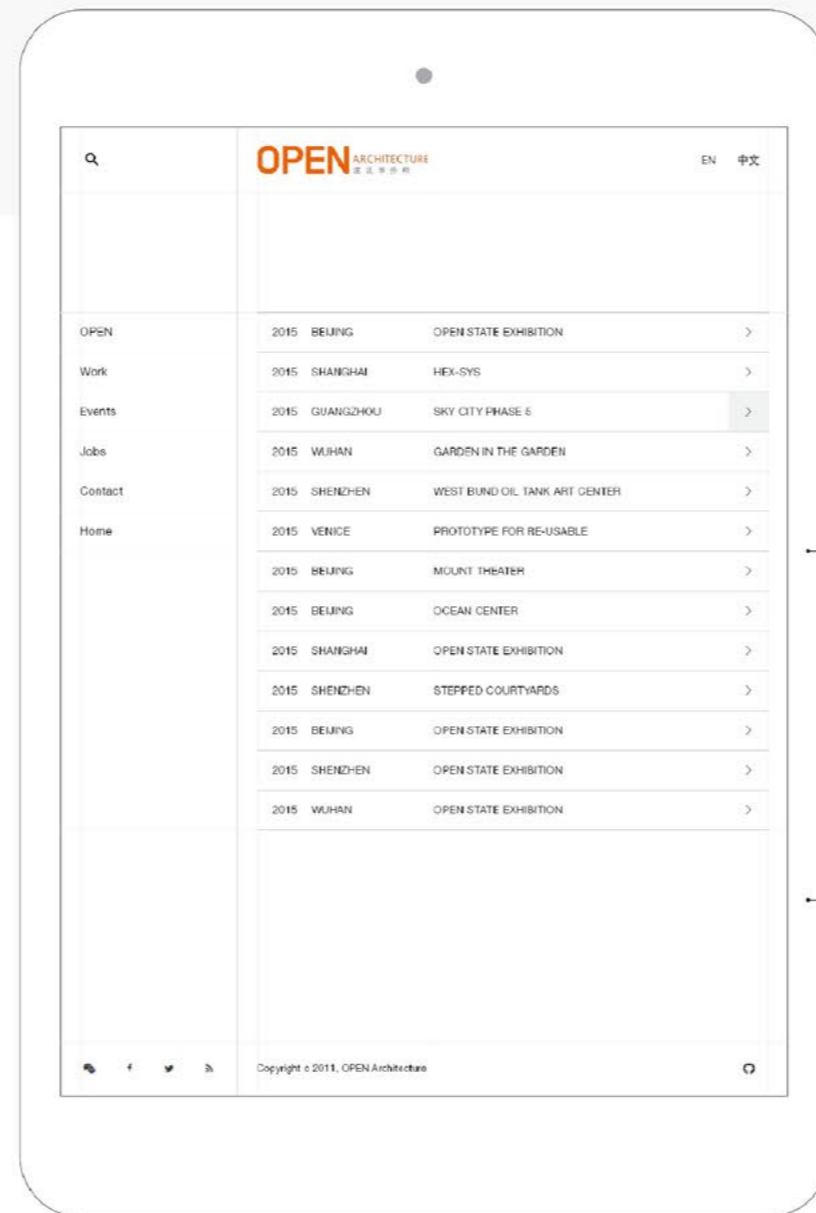 OPEN ARCHITECTURE
EN 中文
OPEN
Work
Events
Jobs
Contact
Home
2015 BEIJING OPEN STATE EXHIBITION
2015 SHANGHAI HEX-SYS
2015 GUANGZHOU SKY CITY PHASE 5
2015 WUHAN GARDEN IN THE GARDEN
2015 SHENZHEN WEST BUND OIL TANK ART CENTER
2015 VENICE PROTOTYPE FOR RE-USABLE
2015 BEIJING MOUNT THEATER
2015 BEIJING OCEAN CENTER
2015 SHANGHAI OPEN STATE EXHIBITION
2015 SHENZHEN STEPPED COURTYARDS
2015 BEIJING OPEN STATE EXHIBITION
2015 SHENZHEN OPEN STATE EXHIBITION
2015 WUHAN OPEN STATE EXHIBITION
Copyright © 2011, OPEN Architecture